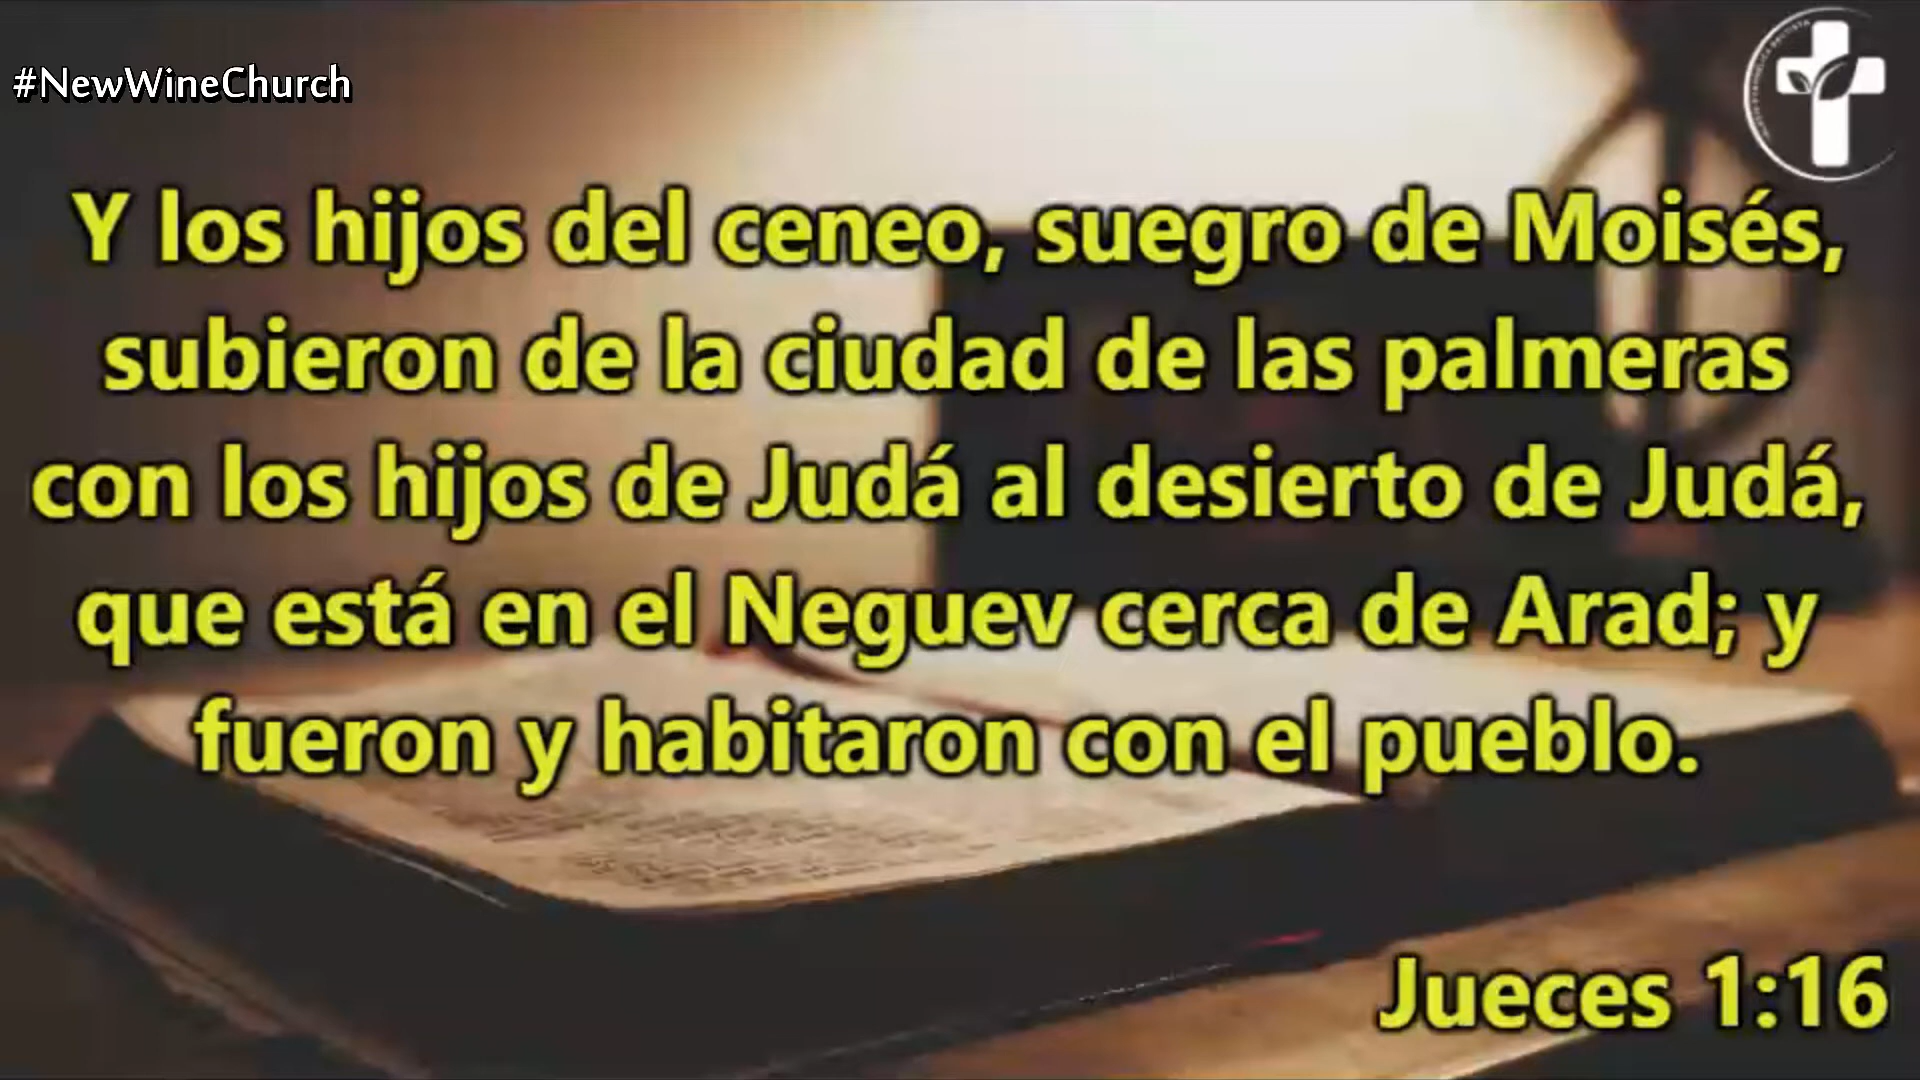 #NewWineChurch
Y los hijos del ceneo, suegro de Moisés,
subieron de la ciudad de las palmeras
con los hijos de Judá al desierto de Judá,
que está en el Neguev cerca de Arad; y
fueron y habitaron con el pueblo.
Jueces 1:16